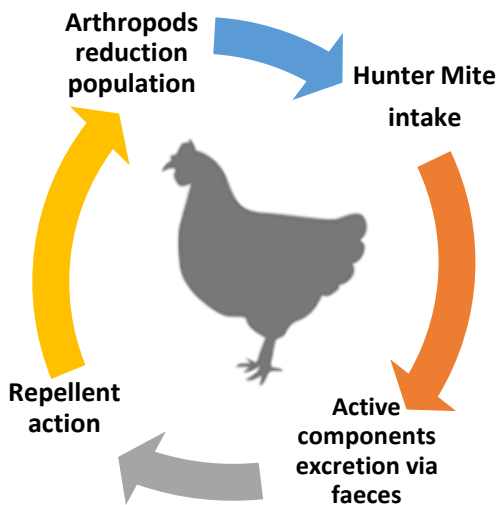 Arthropods
reduction
population
Hunter Mite
intake
Active
components
excretion via
faeces
Repellent
action